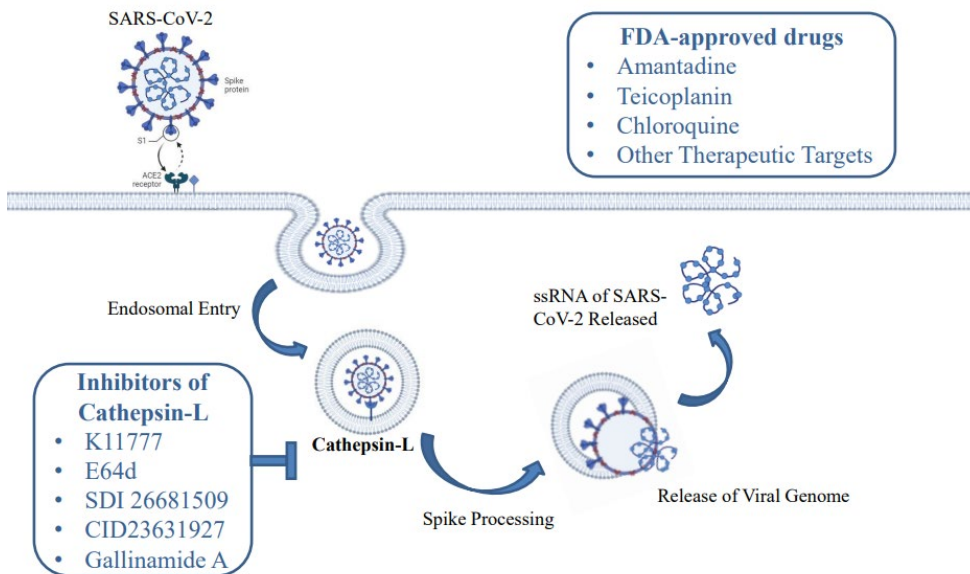 SARS-CoV-2
Spike
protein
S1
ACE2
receptor
FDA-approved drugs
• Amantadine
• Teicoplanin
• Chloroquine
• Other Therapeutic Targets
Endosomal Entry
ssRNA of SARS-
CoV-2 Released
Inhibitors of
Cathepsin-L
• K11777
• E64d
• SDI 26681509
• CID23631927
• Gallinamide A
Cathepsin-L
Spike Processing
Release of Viral Genome